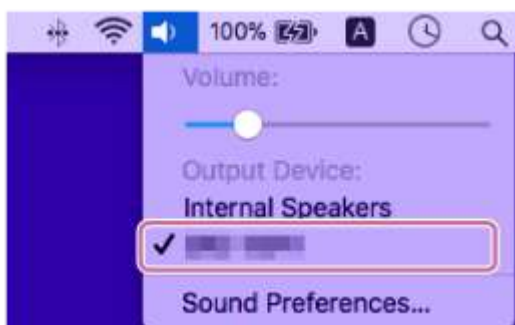 100% A
Volume:
Output Device:
Internal Speakers
Sound Preferences...